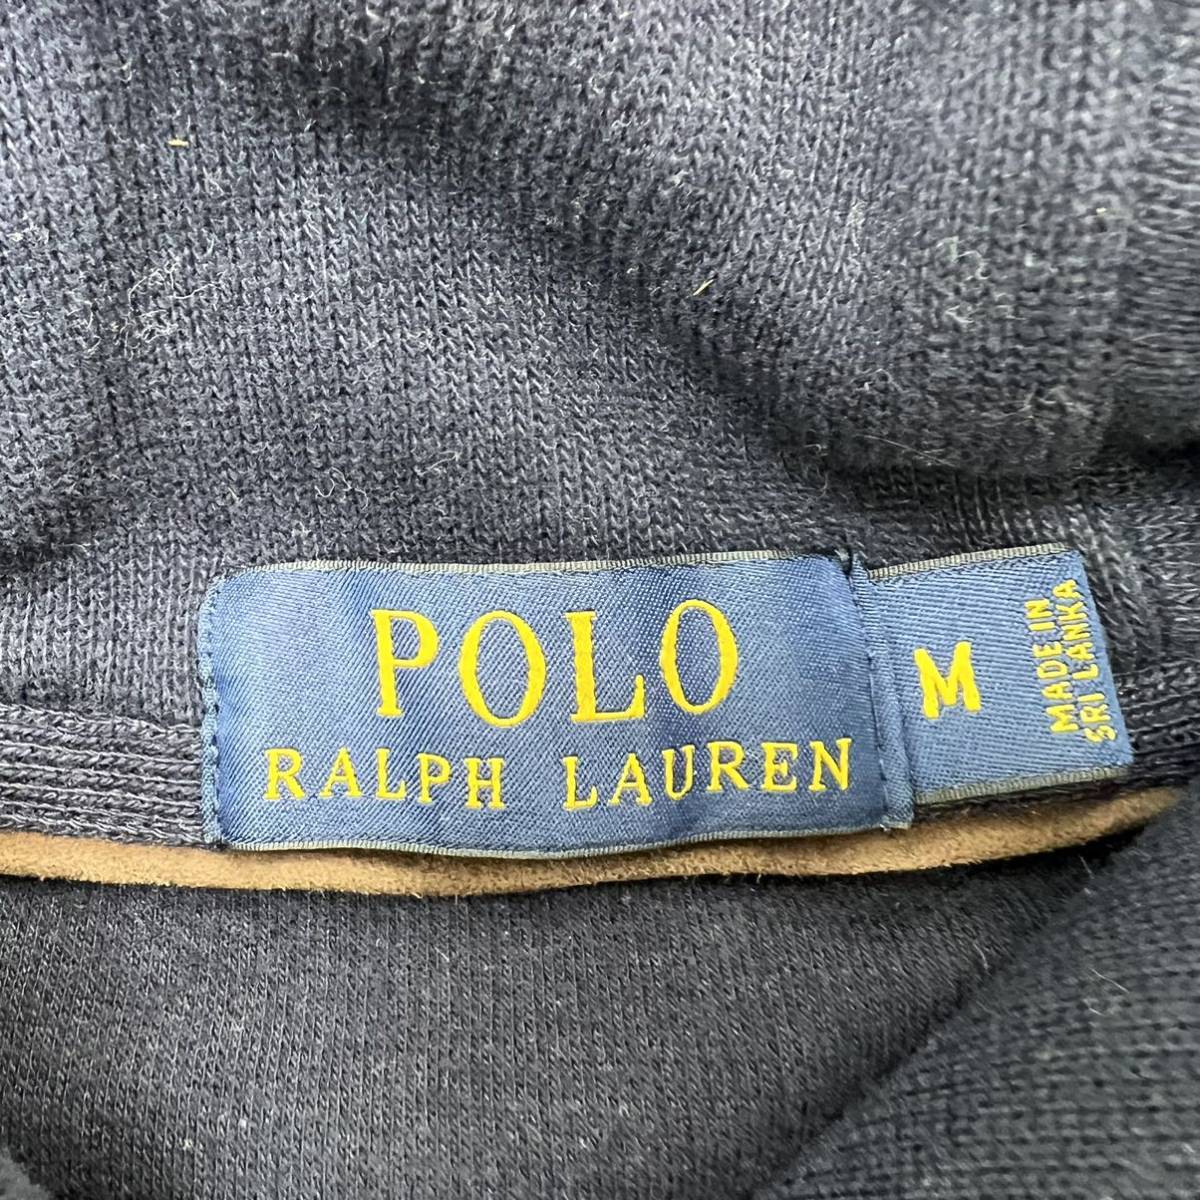 POLO
RALPH LAUREN
M
MADE IN
SRI LANKA